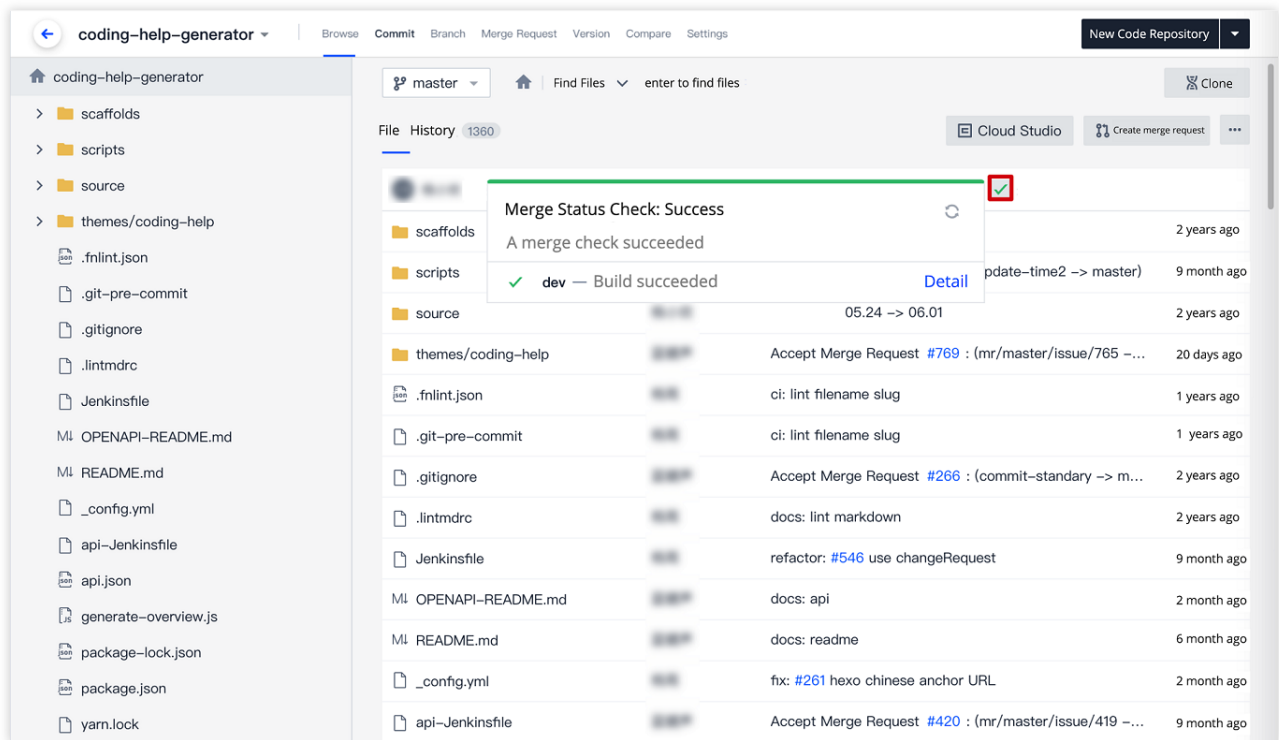 coding-help-generator
Browse Commit Branch Merge Request Version Compare Settings
New Code Repository
coding-help-generator
scaffolds
scripts
source
themes/coding-help
.fnlint.json
.git-pre-commit
.gitignore
.lintmdrc
Jenkinsfile
M↓ OPENAPI-README.md
M↓ README.md
_config.yml
api-Jenkinsfile
json api.json
JS generate-overview.js
json package-lock.json
json package.json
yarn.lock
master
Find Files
enter to find files
Clone
File History 1360
Cloud Studio
Create merge request
...
Merge Status Check: Success
A merge check succeeded
dev — Build succeeded
Detail
scaffolds 2 years ago
scripts pdate-time2 -> master) 9 month ago
source 05.24 -> 06.01 2 years ago
themes/coding-help Accept Merge Request #769 : (mr/master/issue/765 –... 20 days ago
json .fnlint.json ci: lint filename slug 1 years ago
.git-pre-commit ci: lint filename slug 1 years ago
.gitignore Accept Merge Request #266 : (commit-standary -> m... 2 years ago
.lintmdrc docs: lint markdown 2 years ago
Jenkinsfile refactor: #546 use changeRequest 9 month ago
M↓ OPENAPI-README.md docs: api 2 month ago
M↓ README.md docs: readme 6 month ago
_config.yml fix: #261 hexo chinese anchor URL 2 month ago
api-Jenkinsfile Accept Merge Request #420 : (mr/master/issue/419 –... 9 month ago